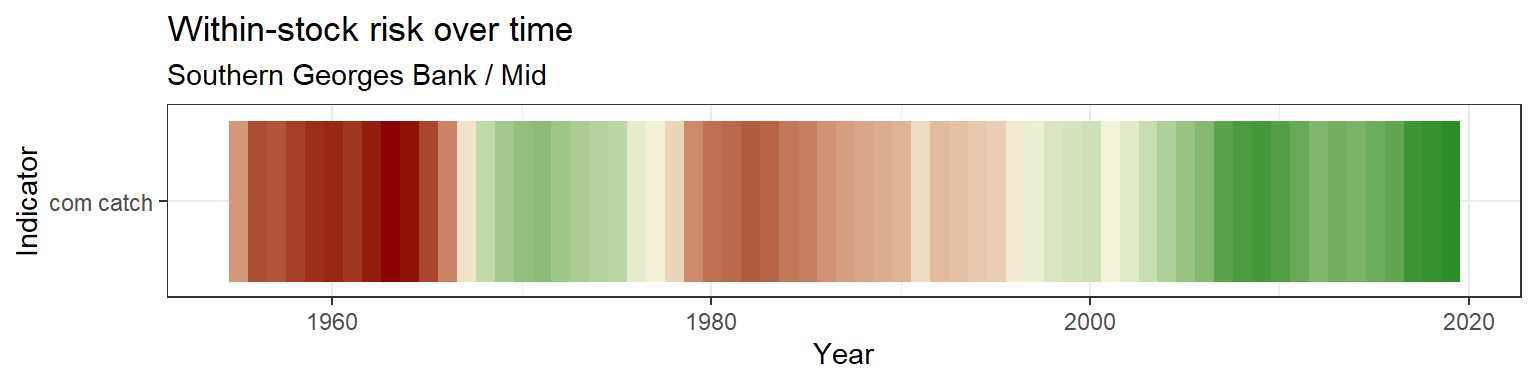 Within-stock risk over time
Southern Georges Bank / Mid
Indicator
com catch
1960 1980 2000 2020
Year